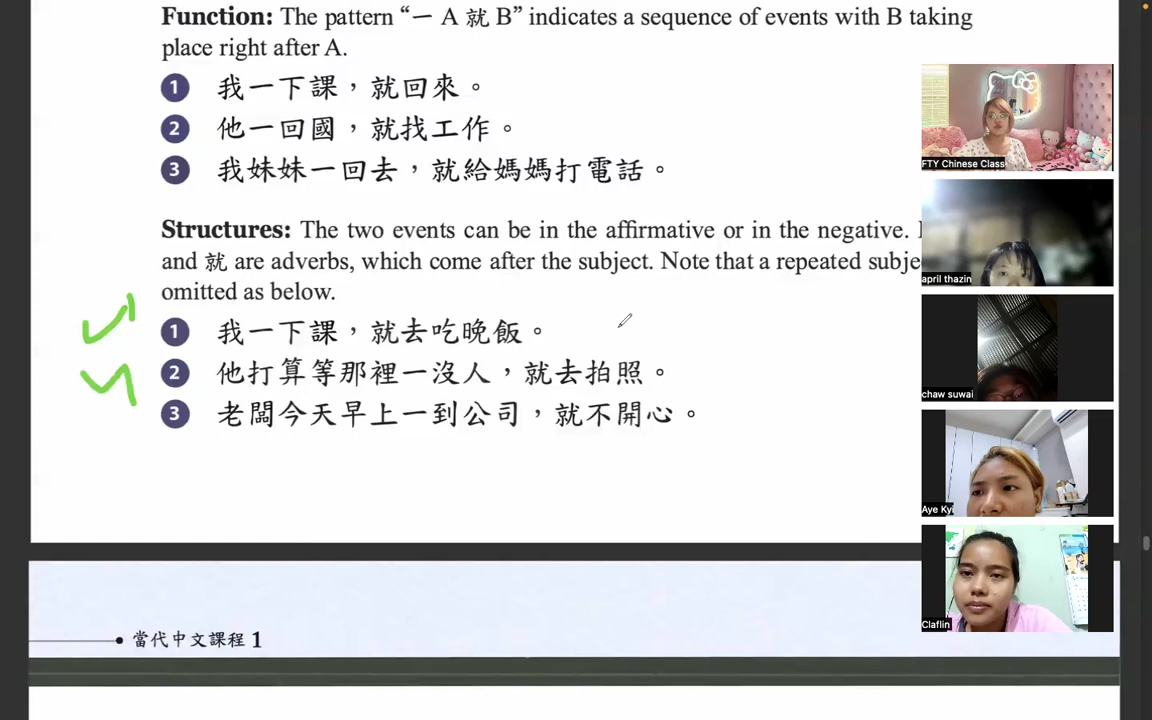 Function: The pattern “一 A 就 B” indicates a sequence of events with B taking
place right after A.
1 我一下課，就回來。
2 他一回國，就找工作。
3 我妹妹一回去，就給媽媽打電話。
Structures: The two events can be in the affirmative or in the negative.
and 就 are adverbs, which come after the subject. Note that a repeated subje
omitted as below.
1 我一下課，就去吃晚飯。
2 他打算等那裡一沒人，就去拍照。
3 老闆今天早上一到公司，就不開心。
當代中文課程 1
FTY Chinese Class
april thazin
chaw suwai
Aye Kyi
Claflin